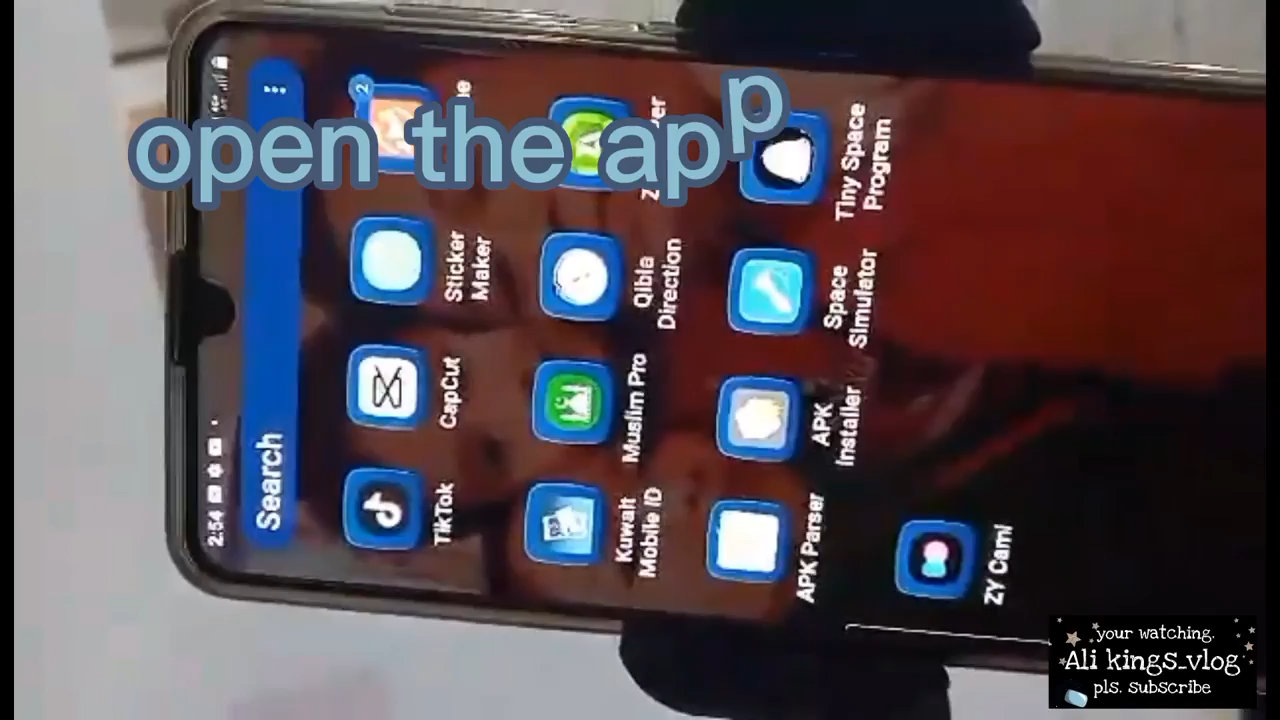 open the app
2:54
Search
2
TikTok
CapCut
Sticker
Maker
Kuwait
Mobile ID
Muslim Pro
Qibla
Direction
APK Parser
APK
Installer
Space
Simulator
Tiny Space
Program
ZY Cami
your watching.
Ali kings_vlog
pls. subscribe